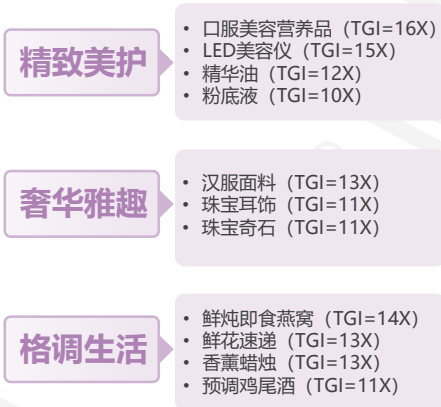 精致美护
• 口服美容营养品（TGI=16X）
• LED美容仪（TGI=15X）
• 精华油（TGI=12X）
• 粉底液（TGI=10X）
奢华雅趣
• 汉服面料（TGI=13X）
• 珠宝耳饰（TGI=11X）
• 珠宝奇石（TGI=11X）
格调生活
• 鲜炖即食燕窝（TGI=14X）
• 鲜花速递（TGI=13X）
• 香薰蜡烛（TGI=13X）
• 预调鸡尾酒（TGI=11X）